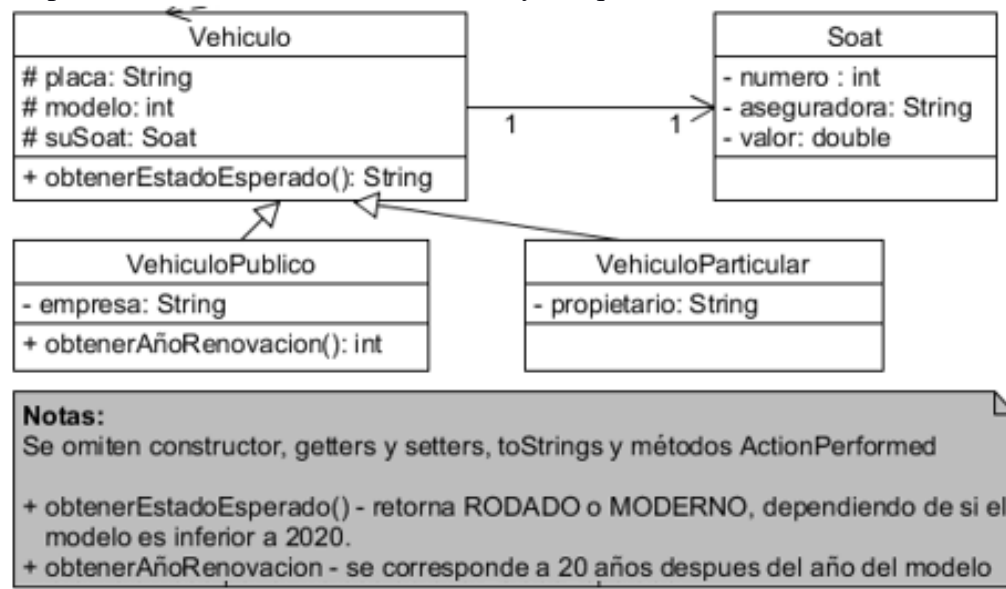 Vehiculo
# placa: String
# modelo: int
# suSoat: Soat
+ obtenerEstadoEsperado(): String
1
1
Soat
- numero : int
- aseguradora: String
- valor: double
VehiculoPublico
- empresa: String
+ obtenerAñoRenovacion(): int
VehiculoParticular
- propietario: String
Notas:
Se omiten constructor, getters y setters, toStrings y métodos ActionPerformed
+ obtenerEstadoEsperado() - retorna RODADO o MODERNO, dependiendo de si el
modelo es inferior a 2020.
+ obtenerAñoRenovacion - se corresponde a 20 años despues del año del modelo